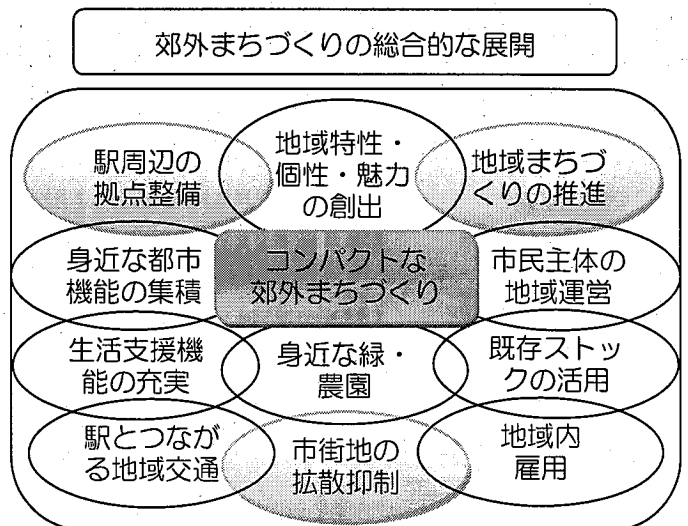 郊外まちづくりの総合的な展開
駅周辺の
拠点整備
地域特性・
個性・魅力
の創出
地域まちづ
くりの推進
身近な都市
機能の集積
コンパクトな
郊外まちづくり
市民主体の
地域運営
生活支援機
能の充実
身近な緑・
農園
既存ストッ
クの活用
駅とつなが
る地域交通
市街地の
拡散抑制
地域内
雇用